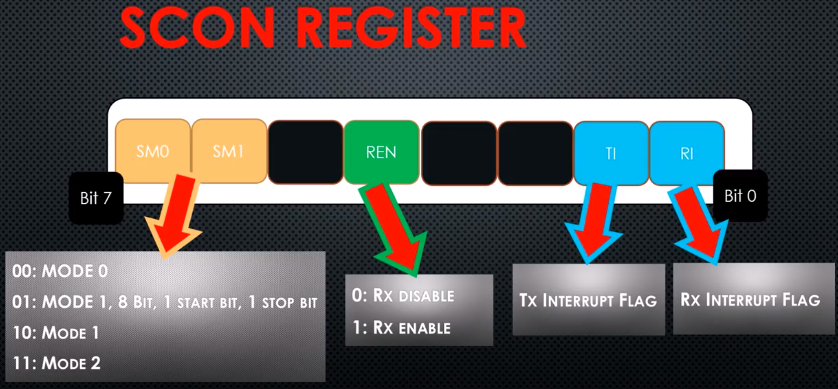 SCON REGISTER
SM0 SM1 REN TI RI
Bit 7
Bit 0
00: MODE 0
01: MODE 1, 8 BIT, 1 START BIT, 1 STOP BIT
10: MODE 1
11: MODE 2
0: RX DISABLE
1: RX ENABLE
TX INTERRUPT FLAG
RX INTERRUPT FLAG